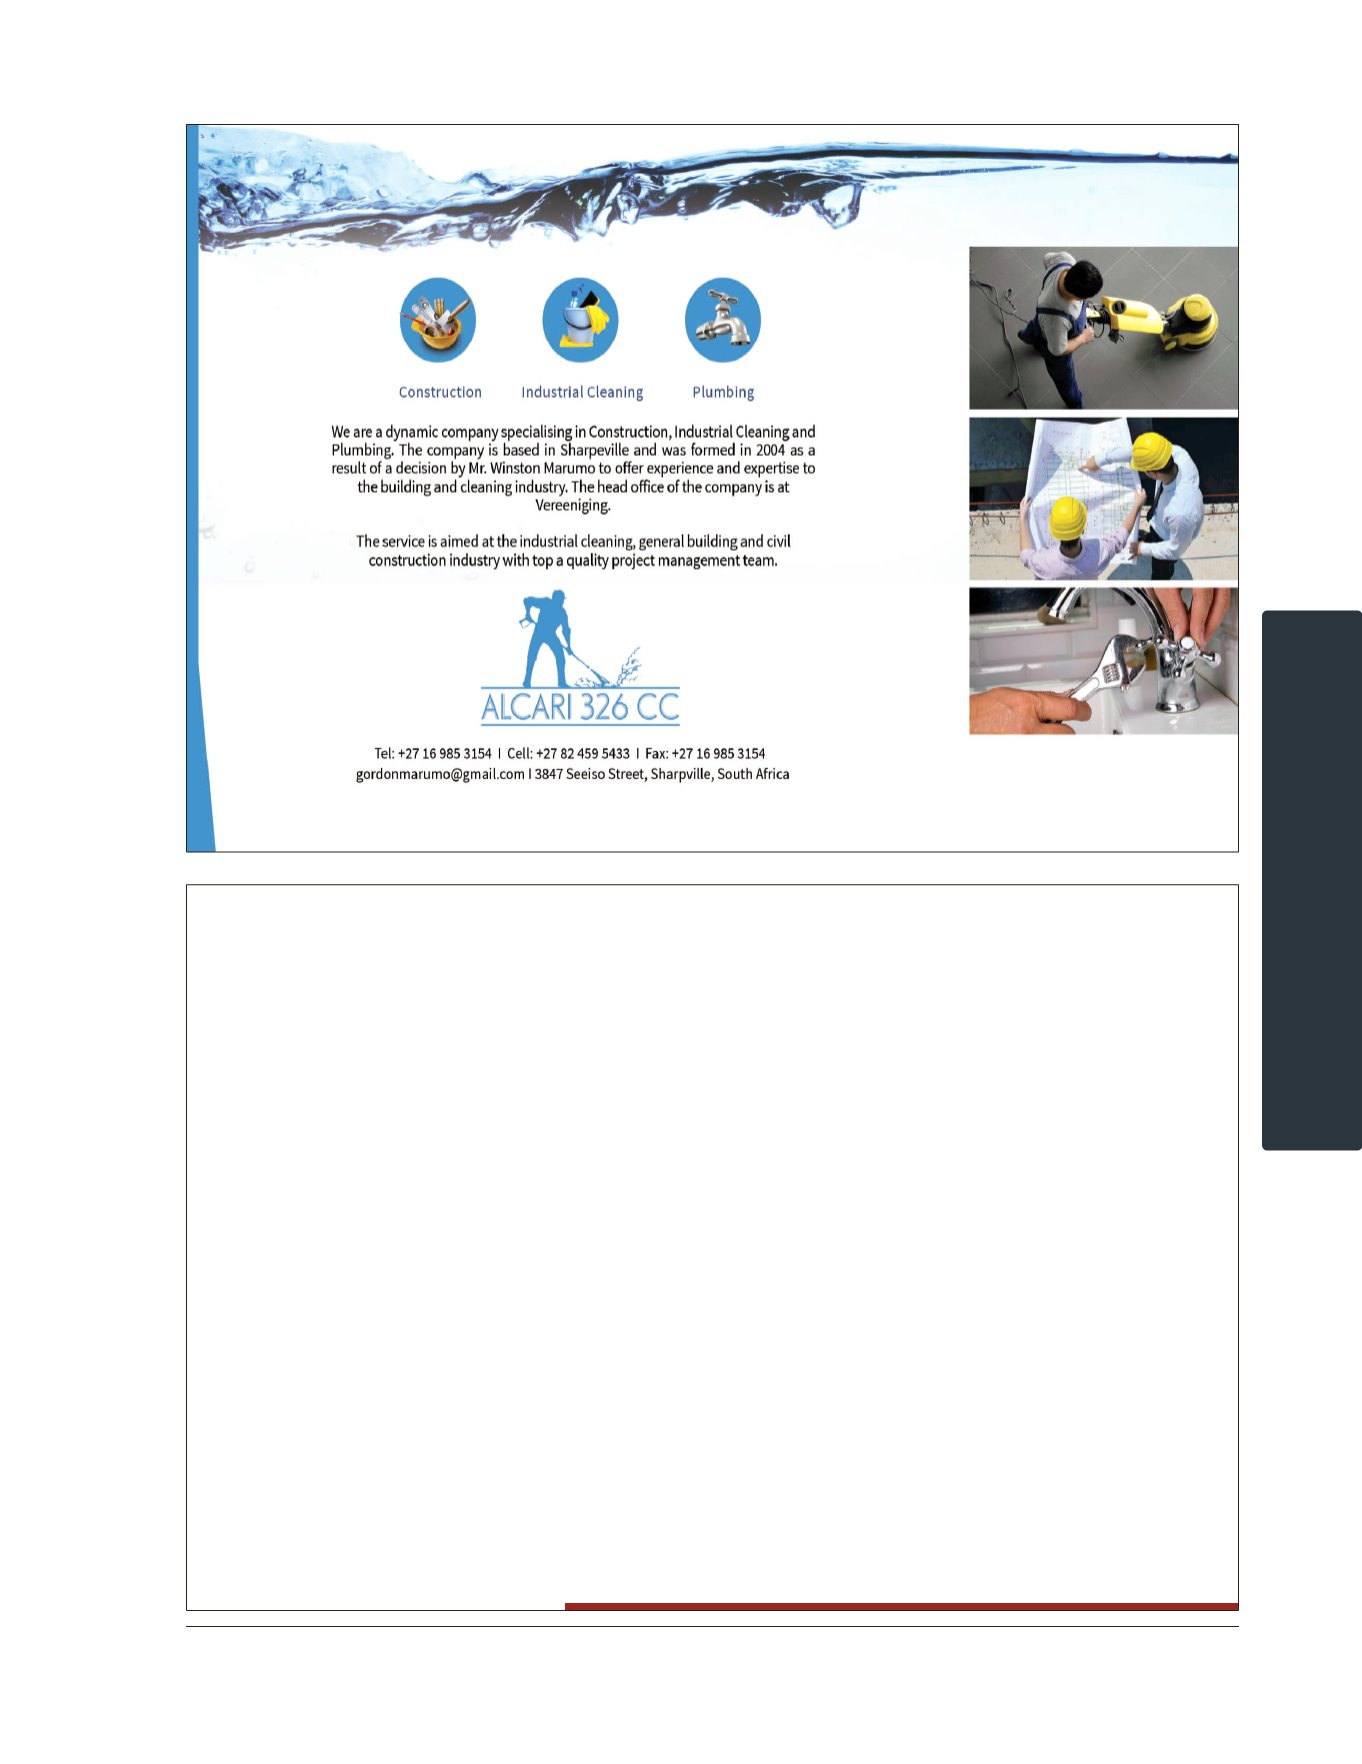 Construction Industrial Cleaning Plumbing
We are a dynamic company specialising in Construction, Industrial Cleaning and
Plumbing. The company is based in Sharpeville and was formed in 2004 as a
result of a decision by Mr. Winston Marumo to offer experience and expertise to
the building and cleaning industry. The head office of the company is at
Vereeniging.
The service is aimed at the industrial cleaning, general building and civil
construction industry with top a quality project management team.
ALCARI 326 CC
Tel: +27 16 985 3154 I Cell: +27 82 459 5433 I Fax: +27 16 985 3154
gordonmarumo@gmail.com I 3847 Seeiso Street, Sharpville, South Africa